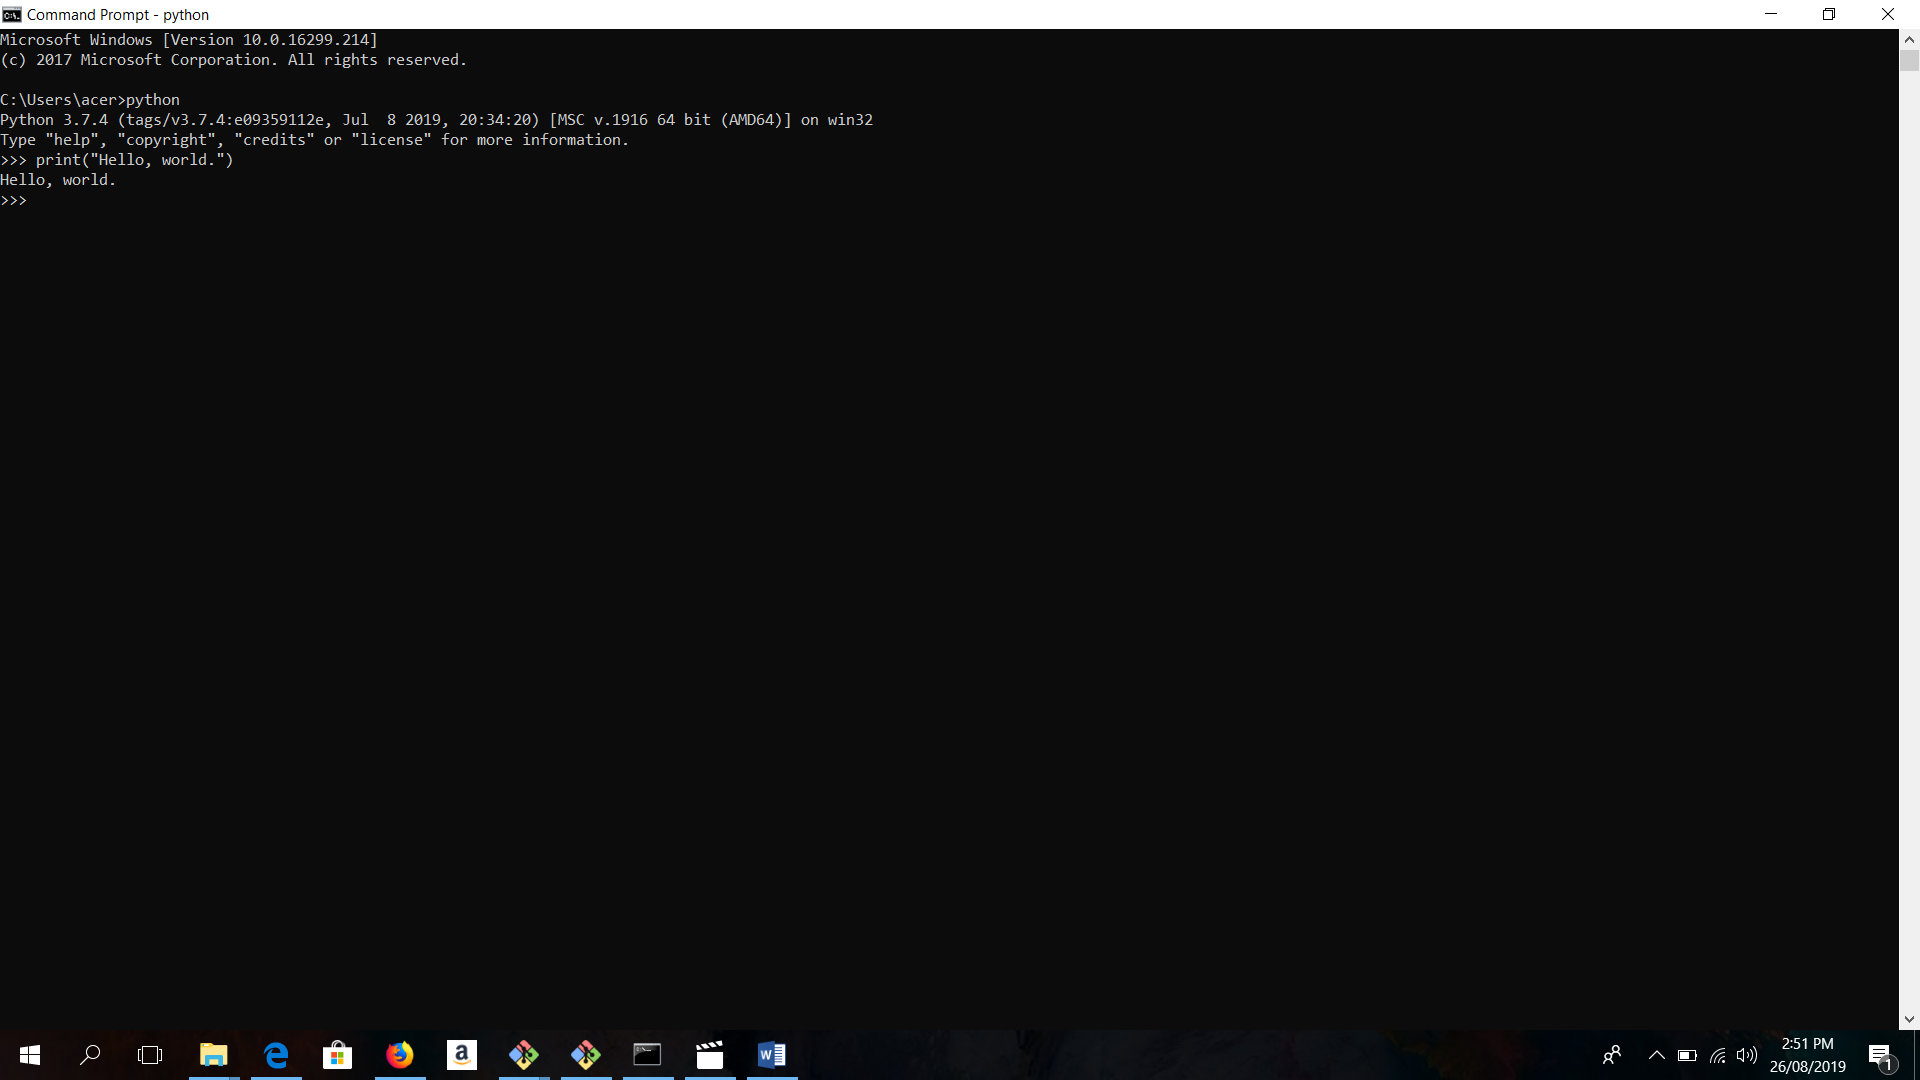 Command Prompt - python
Microsoft Windows [Version 10.0.16299.214]
(c) 2017 Microsoft Corporation. All rights reserved.
C:\Users\acer>python
Python 3.7.4 (tags/v3.7.4:e09359112e, Jul  8 2019, 20:34:20) [MSC v.1916 64 bit (AMD64)] on win32
Type "help", "copyright", "credits" or "license" for more information.
>>> print("Hello, world.")
Hello, world.
>>>
2:51 PM
26/08/2019
1